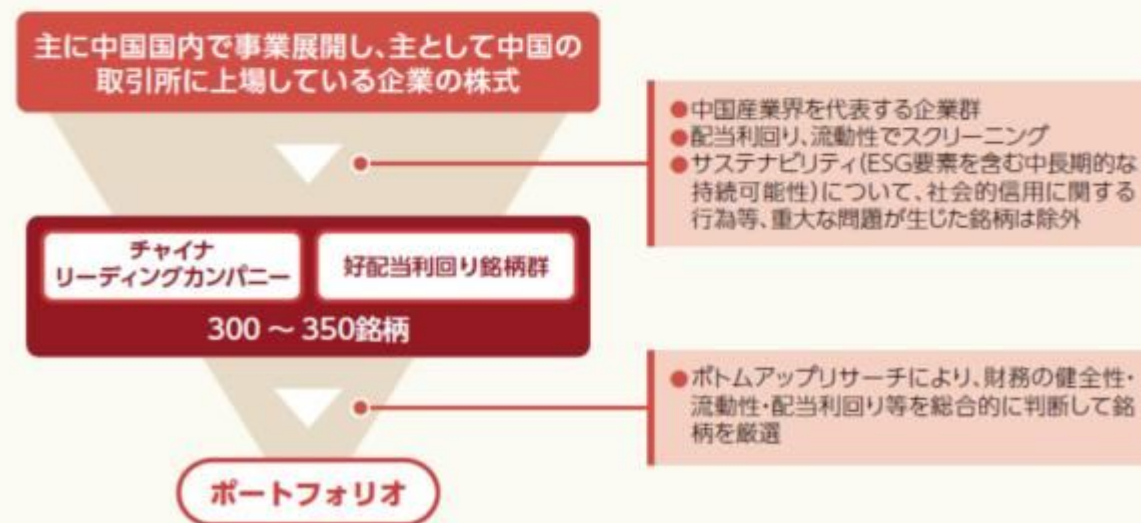 主に中国国内で事業展開し、主として中国の
取引所に上場している企業の株式
●中国産業界を代表する企業群
●配当利回り、流動性でスクリーニング
●サステナビリティ(ESG要素を含む中長期的な
持続可能性)について、社会的信用に関する
行為等、重大な問題が生じた銘柄は除外
チャイナ
リーディングカンパニー
好配当利回り銘柄群
300 ～ 350銘柄
●ボトムアップリサーチにより、財務の健全性・
流動性・配当利回り等を総合的に判断して銘
柄を厳選
ポートフォリオ